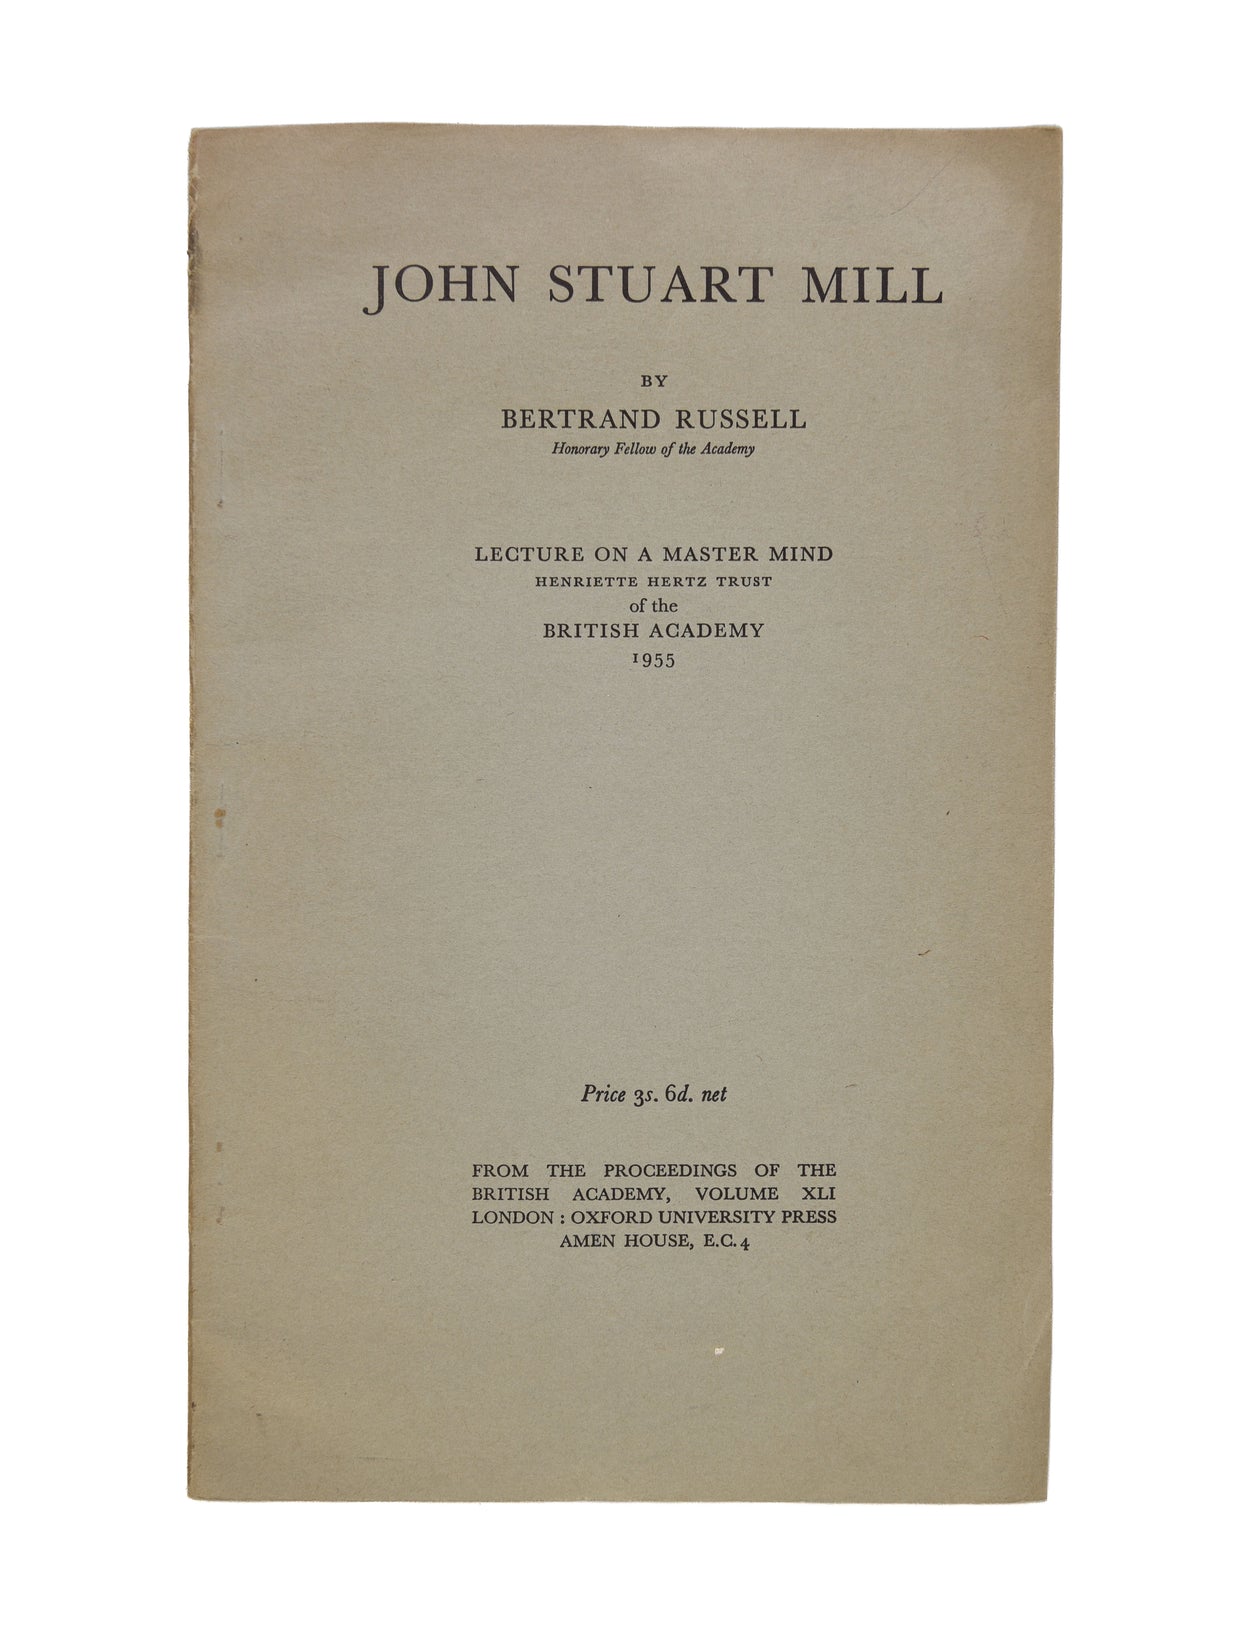 JOHN STUART MILL
BY
BERTRAND RUSSELL
Honorary Fellow of the Academy
LECTURE ON A MASTER MIND
HENRIETTE HERTZ TRUST
of the
BRITISH ACADEMY
1955
Price 3s. 6d. net
FROM THE PROCEEDINGS OF THE
BRITISH ACADEMY, VOLUME XLI
LONDON : OXFORD UNIVERSITY PRESS
AMEN HOUSE, E.C. 4